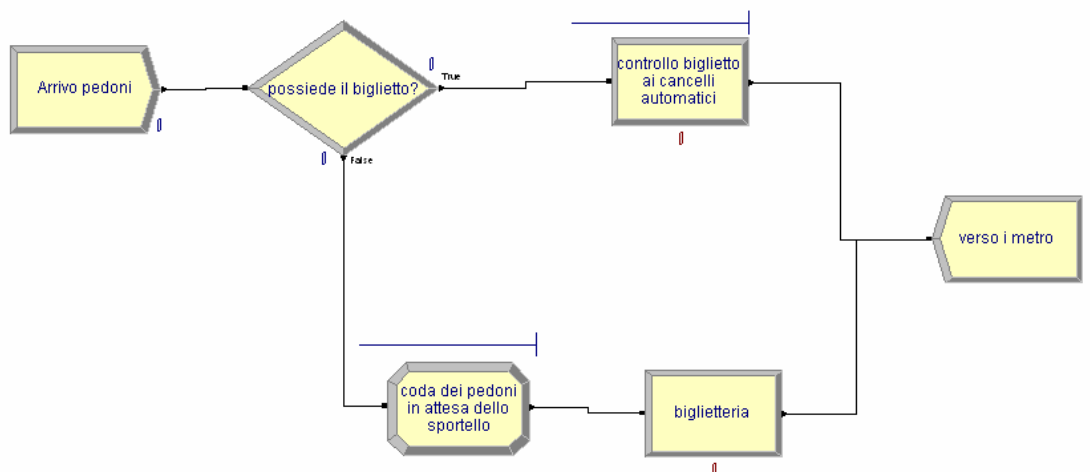 Arrivo pedoni
possiede il biglietto?
True
False
controllo biglietto
ai cancelli
automatici
verso i metro
coda dei pedoni
in attesa dello
sportello
biglietteria
0
0
0
0
0